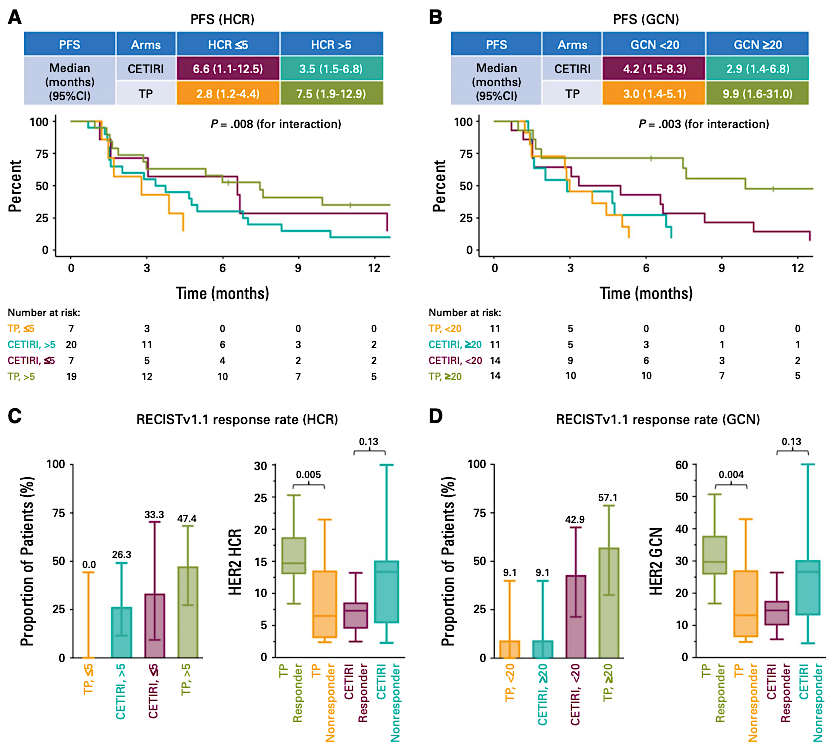 A
PFS (HCR)
PFS Arms HCR ≤5 HCR >5
Median (months) (95%CI) CETIRI 6.6 (1.1-12.5) 3.5 (1.5-6.8)
TP 2.8 (1.2-4.4) 7.5 (1.9-12.9)
P = .008 (for interaction)
Percent
100
75
50
25
0
0 3 6 9 12
Time (months)
Number at risk:
TP, ≤5 7 3 0 0 0
CETIRI, >5 20 11 6 3 2
CETIRI, ≤5 7 5 4 2 2
TP, >5 19 12 10 7 5
B
PFS (GCN)
PFS Arms GCN <20 GCN ≥20
Median (months) (95%CI) CETIRI 4.2 (1.5-8.3) 2.9 (1.4-6.8)
TP 3.0 (1.4-5.1) 9.9 (1.6-31.0)
P = .003 (for interaction)
Percent
100
75
50
25
0
0 3 6 9 12
Time (months)
Number at risk:
TP, <20 11 5 0 0 0
CETIRI, ≥20 11 5 3 1 1
CETIRI, <20 14 9 6 3 2
TP, ≥20 14 10 10 7 5
C
RECISTv1.1 response rate (HCR)
Proportion of Patients (%)
100
75
50
25
0
0.0
26.3
33.3
47.4
TP, ≤5
CETIRI, >5
CETIRI, ≤5
TP, >5
HER2 HCR
30
25
20
15
10
5
0
0.005
0.13
TP Responder
TP Nonresponder
CETIRI Responder
CETIRI Nonresponder
D
RECISTv1.1 response rate (GCN)
Proportion of Patients (%)
100
75
50
25
0
9.1
9.1
42.9
57.1
TP, <20
CETIRI, ≥20
CETIRI, <20
TP, ≥20
HER2 GCN
60
50
40
30
20
10
0
0.004
0.13
TP Responder
TP Nonresponder
CETIRI Responder
CETIRI Nonresponder